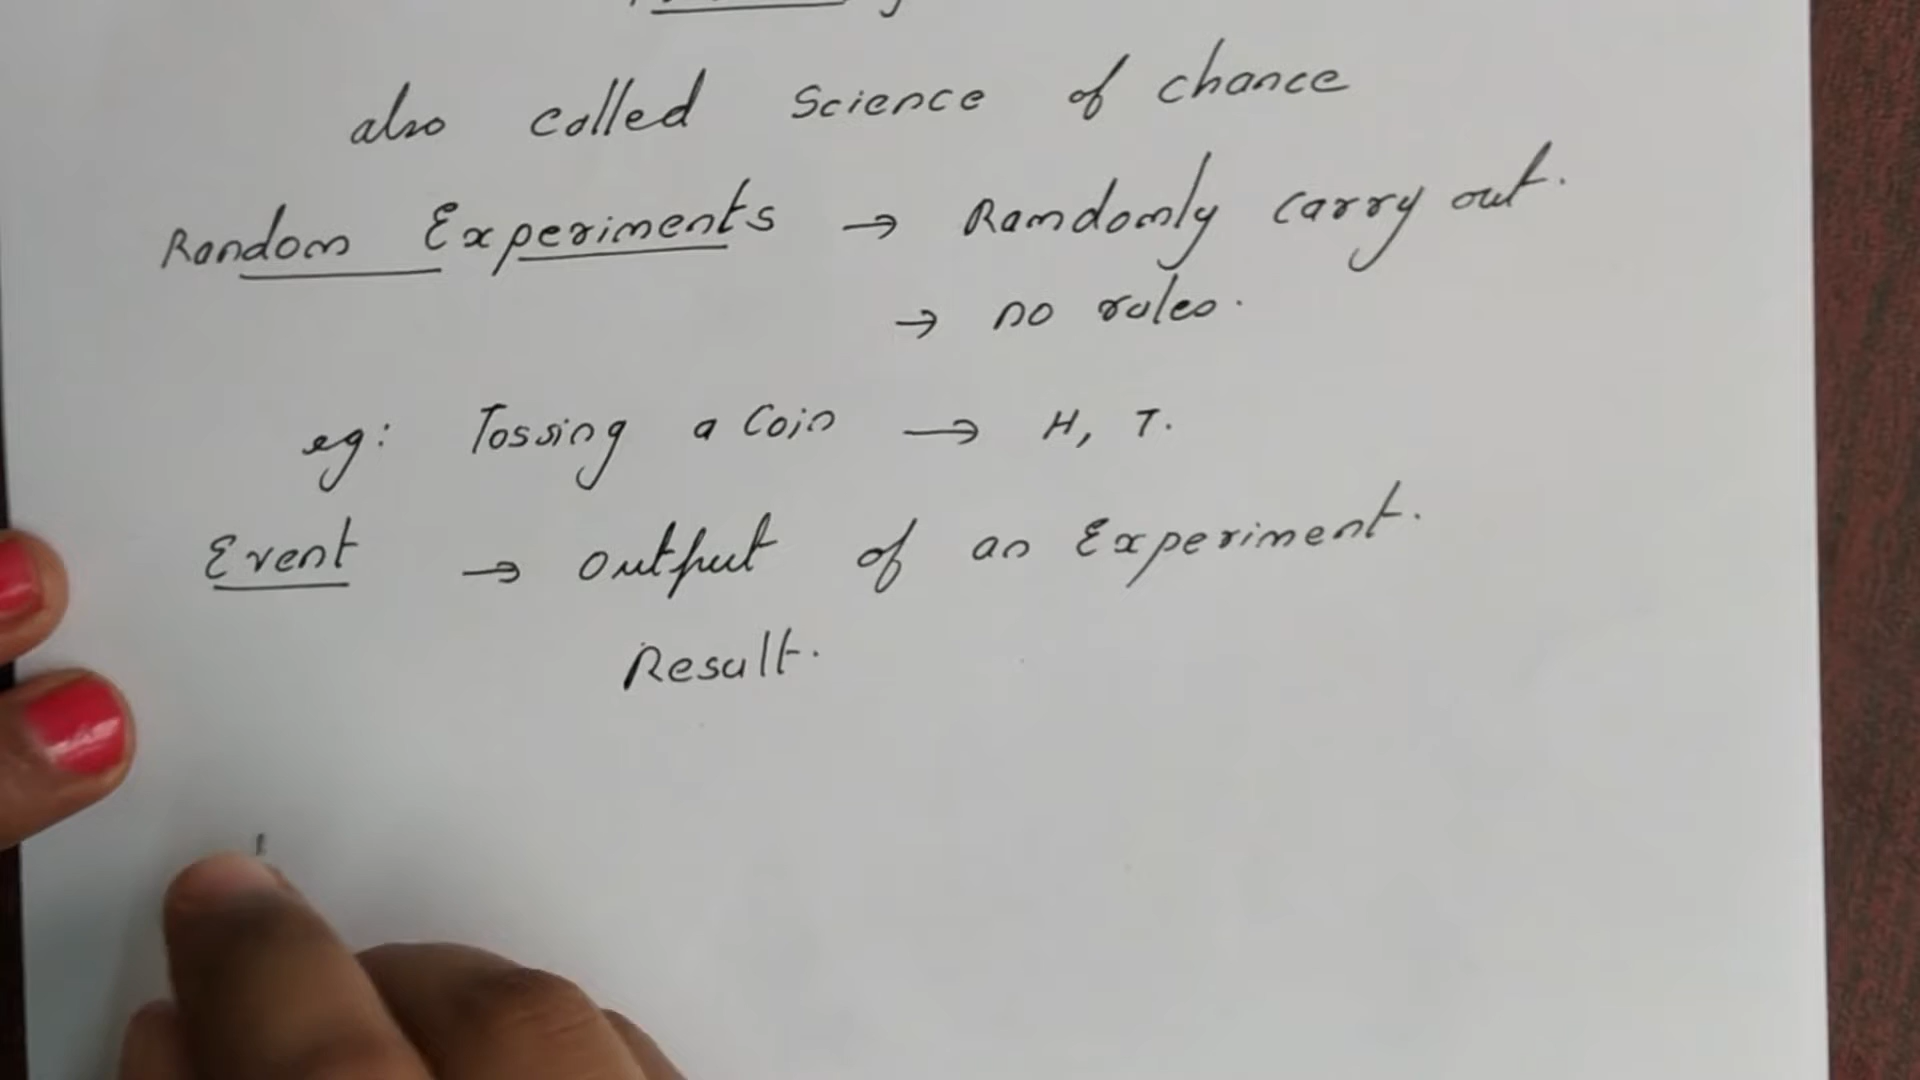 also called Science of chance
Random Experiments → Randomly carry out.
→ no rules.
eg: Tossing a Coin → H, T.
Event → output of an Experiment.
Result.